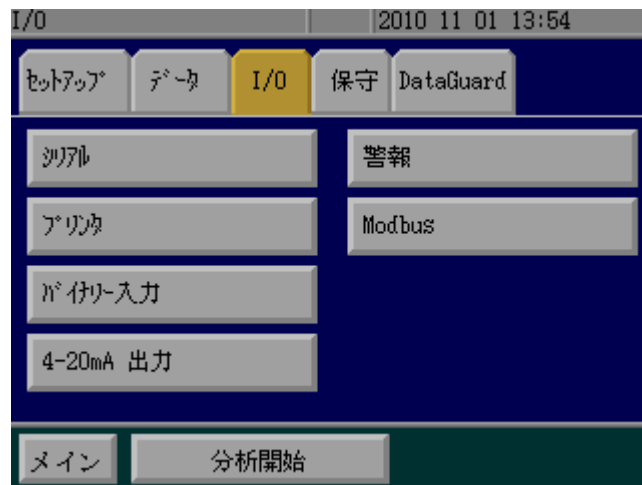 I/O 2010 11 01 13:54
ｾｯﾄｱｯﾌﾟ ﾃﾞｰﾀ I/O 保守 DataGuard
ｼﾘｱﾙ 警報
ﾌﾟﾘﾝﾀ Modbus
ﾊﾞｲﾅﾘｰ入力
4-20mA 出力
メイン 分析開始